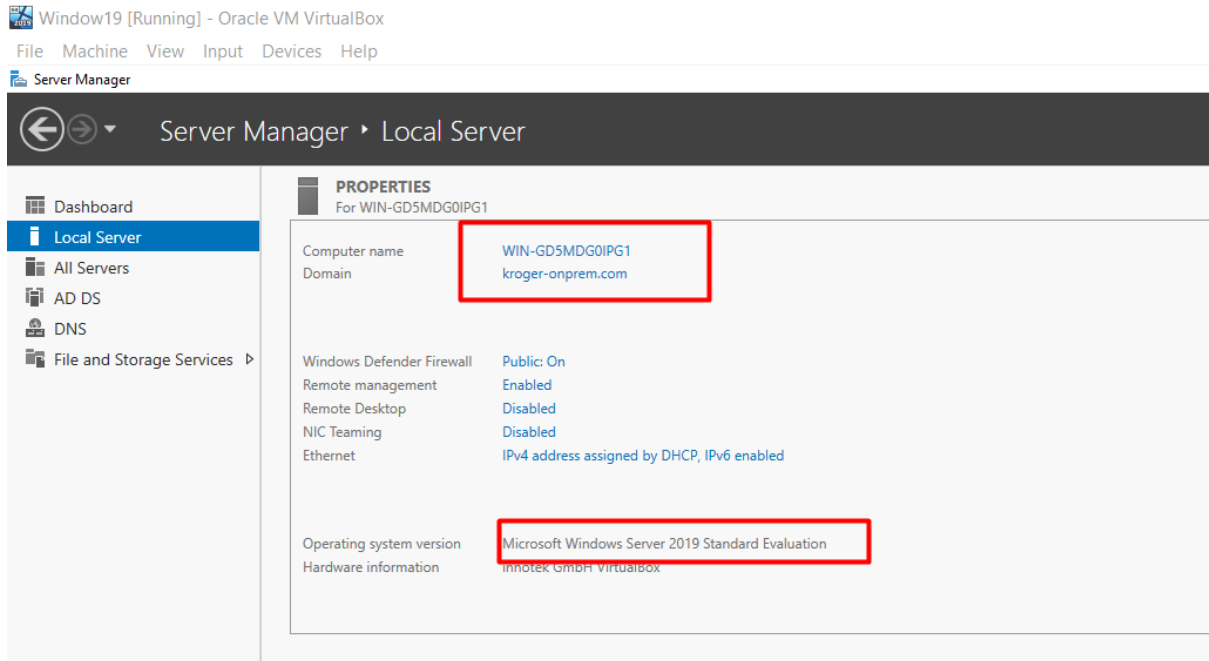 Window19 [Running] - Oracle VM VirtualBox
File Machine View Input Devices Help
Server Manager
Server Manager ‣ Local Server
Dashboard
Local Server
All Servers
AD DS
DNS
File and Storage Services
PROPERTIES
For WIN-GD5MDG0IPG1
Computer name WIN-GD5MDG0IPG1
Domain kroger-onprem.com
Windows Defender Firewall Public: On
Remote management Enabled
Remote Desktop Disabled
NIC Teaming Disabled
Ethernet IPv4 address assigned by DHCP, IPv6 enabled
Operating system version Microsoft Windows Server 2019 Standard Evaluation
Hardware information innotek GmbH VirtualBox